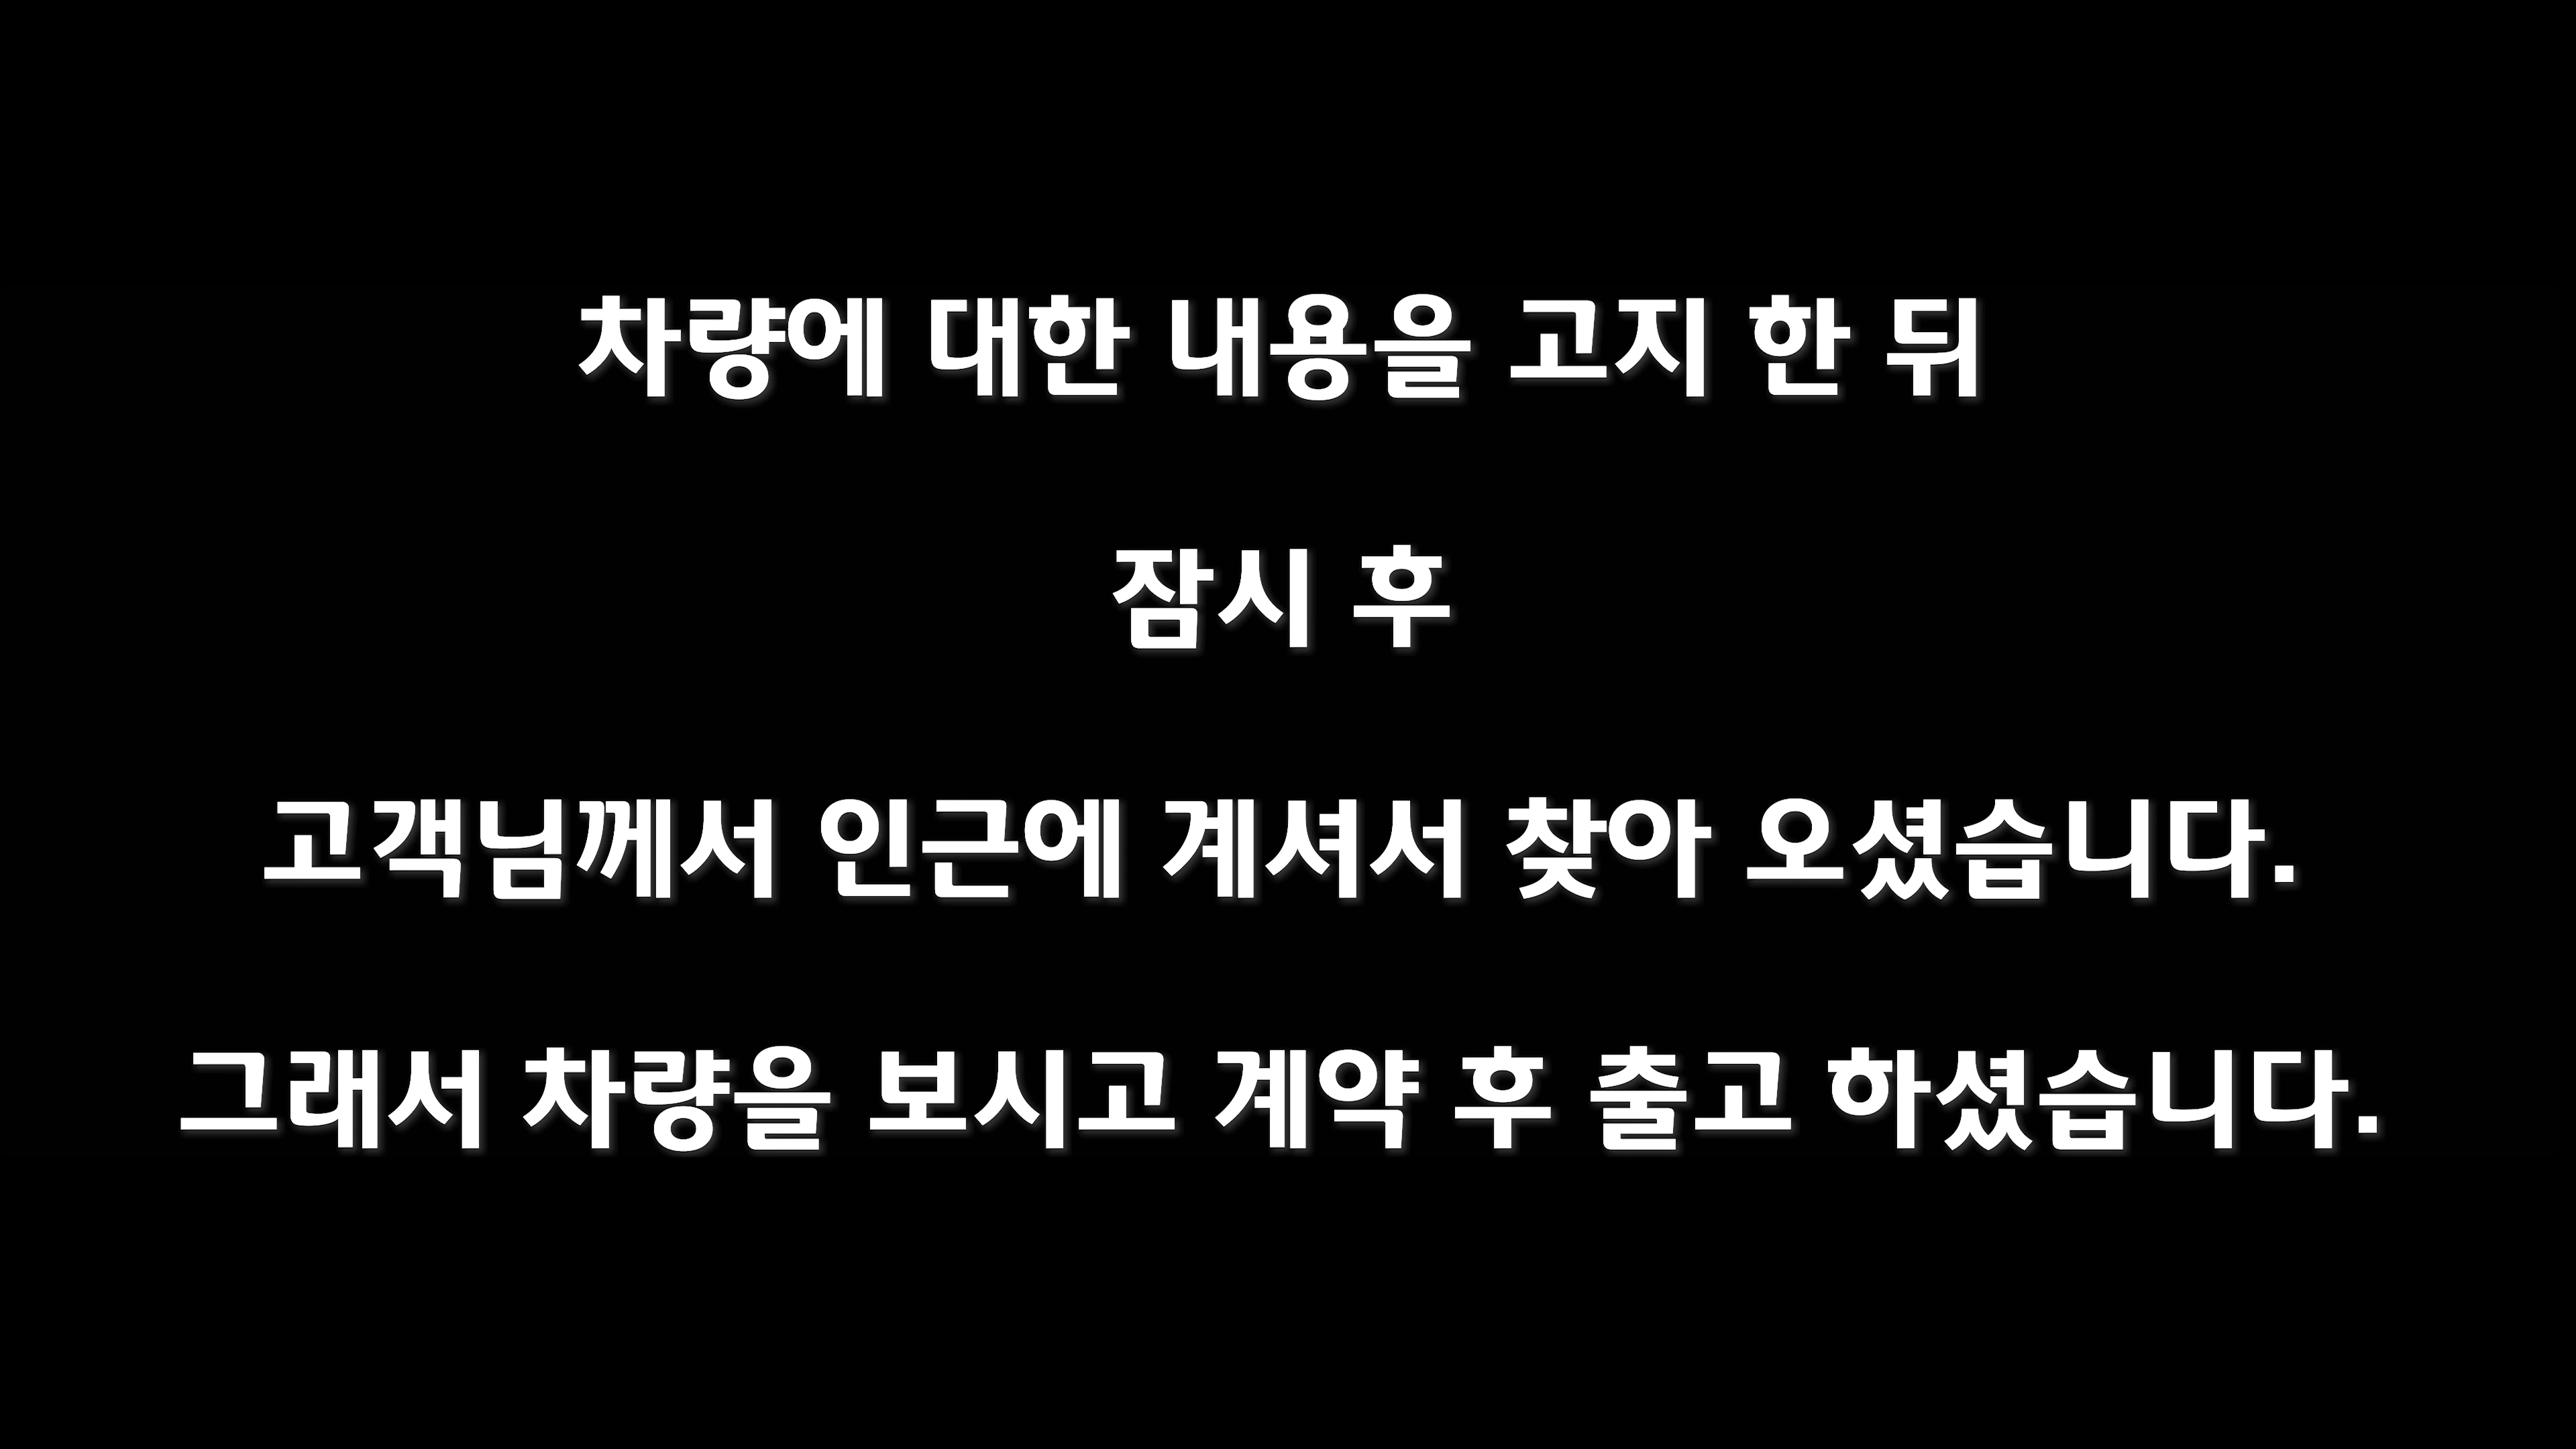 차량에 대한 내용을 고지 한 뒤
잠시 후
고객님께서 인근에 계셔서 찾아 오셨습니다.
그래서 차량을 보시고 계약 후 출고 하셨습니다.